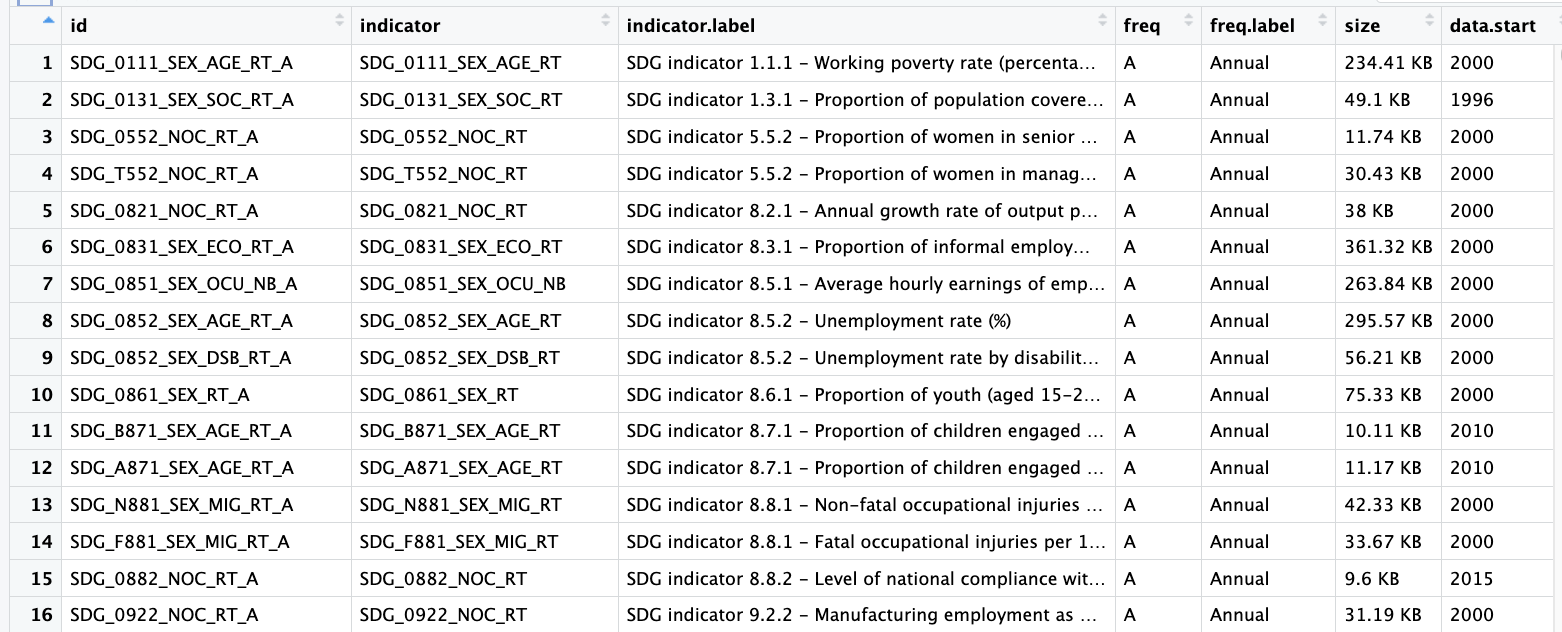 id indicator indicator.label freq freq.label size data.start
1 SDG_0111_SEX_AGE_RT_A SDG_0111_SEX_AGE_RT SDG indicator 1.1.1 – Working poverty rate (percenta... A Annual 234.41 KB 2000
2 SDG_0131_SEX_SOC_RT_A SDG_0131_SEX_SOC_RT SDG indicator 1.3.1 – Proportion of population covere... A Annual 49.1 KB 1996
3 SDG_0552_NOC_RT_A SDG_0552_NOC_RT SDG indicator 5.5.2 – Proportion of women in senior ... A Annual 11.74 KB 2000
4 SDG_T552_NOC_RT_A SDG_T552_NOC_RT SDG indicator 5.5.2 – Proportion of women in manag... A Annual 30.43 KB 2000
5 SDG_0821_NOC_RT_A SDG_0821_NOC_RT SDG indicator 8.2.1 – Annual growth rate of output p... A Annual 38 KB 2000
6 SDG_0831_SEX_ECO_RT_A SDG_0831_SEX_ECO_RT SDG indicator 8.3.1 – Proportion of informal employ... A Annual 361.32 KB 2000
7 SDG_0851_SEX_OCU_NB_A SDG_0851_SEX_OCU_NB SDG indicator 8.5.1 – Average hourly earnings of emp... A Annual 263.84 KB 2000
8 SDG_0852_SEX_AGE_RT_A SDG_0852_SEX_AGE_RT SDG indicator 8.5.2 – Unemployment rate (%) A Annual 295.57 KB 2000
9 SDG_0852_SEX_DSB_RT_A SDG_0852_SEX_DSB_RT SDG indicator 8.5.2 – Unemployment rate by disabilit... A Annual 56.21 KB 2000
10 SDG_0861_SEX_RT_A SDG_0861_SEX_RT SDG indicator 8.6.1 – Proportion of youth (aged 15-2... A Annual 75.33 KB 2000
11 SDG_B871_SEX_AGE_RT_A SDG_B871_SEX_AGE_RT SDG indicator 8.7.1 – Proportion of children engaged ... A Annual 10.11 KB 2010
12 SDG_A871_SEX_AGE_RT_A SDG_A871_SEX_AGE_RT SDG indicator 8.7.1 – Proportion of children engaged ... A Annual 11.17 KB 2010
13 SDG_N881_SEX_MIG_RT_A SDG_N881_SEX_MIG_RT SDG indicator 8.8.1 – Non-fatal occupational injuries ... A Annual 42.33 KB 2000
14 SDG_F881_SEX_MIG_RT_A SDG_F881_SEX_MIG_RT SDG indicator 8.8.1 – Fatal occupational injuries per 1... A Annual 33.67 KB 2000
15 SDG_0882_NOC_RT_A SDG_0882_NOC_RT SDG indicator 8.8.2 – Level of national compliance wit... A Annual 9.6 KB 2015
16 SDG_0922_NOC_RT_A SDG_0922_NOC_RT SDG indicator 9.2.2 – Manufacturing employment as ... A Annual 31.19 KB 2000